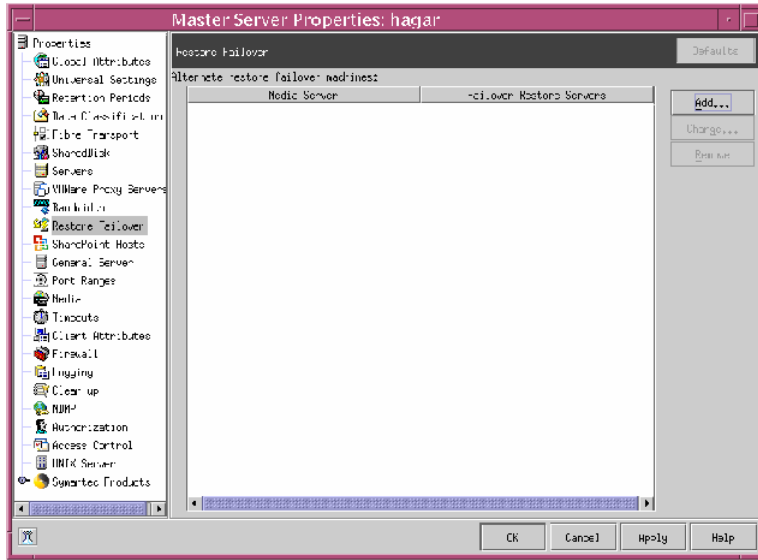 Master Server Properties: hagar
Properties
Global Attributes
Universal Settings
Retention Periods
Data Classification
Fibre Transport
SharedDisk
Servers
VMWare Proxy Servers
Bandwidth
Restore Failover
SharePoint Hosts
General Server
Port Ranges
Media
Timeouts
Client Attributes
Firewall
Logging
Clean up
NDMP
Authorization
Access Control
UNIX Server
Symantec Products
Restore Failover
Defaults
Alternate restore failover machines:
Media Server
Failover Restore Servers
Add...
Change...
Remove
OK
Cancel
Apply
Help